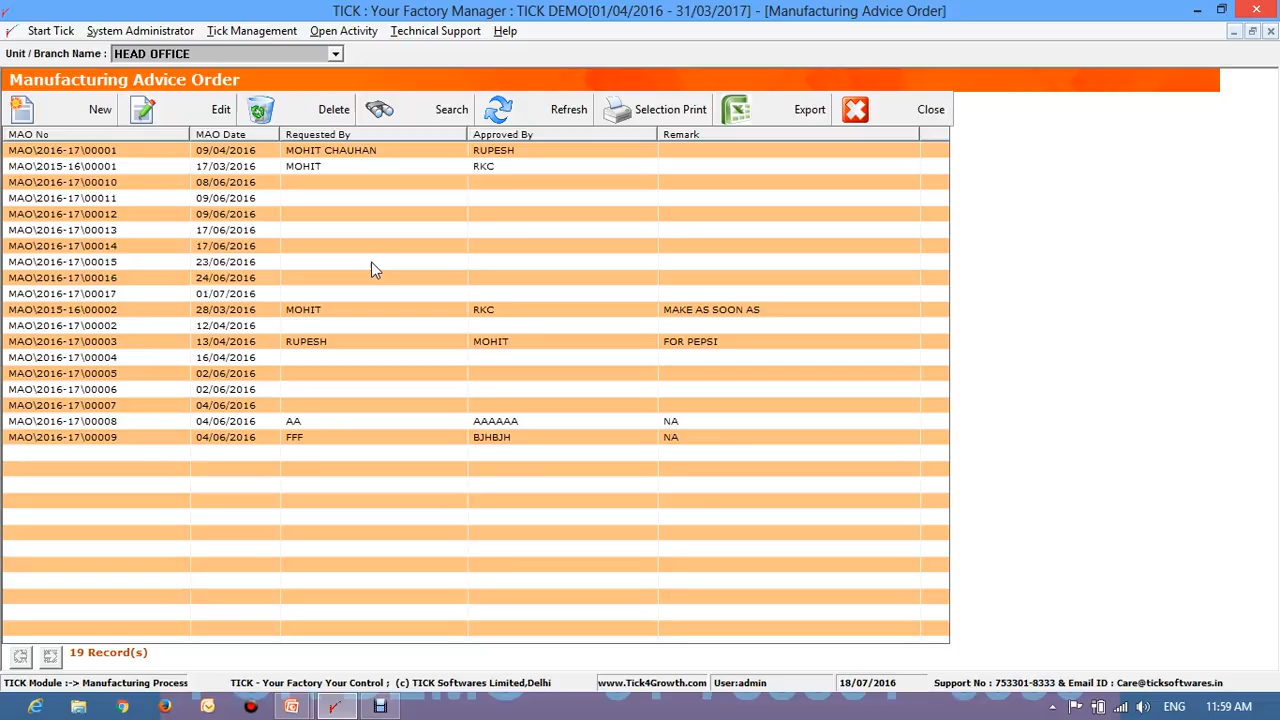 TICK : Your Factory Manager : TICK DEMO[01/04/2016 - 31/03/2017] - [Manufacturing Advice Order]
Start Tick System Administrator Tick Management Open Activity Technical Support Help
Unit / Branch Name : HEAD OFFICE
Manufacturing Advice Order
New Edit Delete Search Refresh Selection Print Export Close
MAO No MAO Date Requested By Approved By Remark
MAO\2016-17\00001 09/04/2016 MOHIT CHAUHAN RUPESH
MAO\2015-16\00001 17/03/2016 MOHIT RKC
MAO\2016-17\00010 08/06/2016
MAO\2016-17\00011 09/06/2016
MAO\2016-17\00012 09/06/2016
MAO\2016-17\00013 17/06/2016
MAO\2016-17\00014 17/06/2016
MAO\2016-17\00015 23/06/2016
MAO\2016-17\00016 24/06/2016
MAO\2016-17\00017 01/07/2016
MAO\2015-16\00002 28/03/2016 MOHIT RKC MAKE AS SOON AS
MAO\2016-17\00002 12/04/2016
MAO\2016-17\00003 13/04/2016 RUPESH MOHIT FOR PEPSI
MAO\2016-17\00004 16/04/2016
MAO\2016-17\00005 02/06/2016
MAO\2016-17\00006 02/06/2016
MAO\2016-17\00007 04/06/2016
MAO\2016-17\00008 04/06/2016 AA AAAAAA NA
MAO\2016-17\00009 04/06/2016 FFF BJHBJH NA
19 Record(s)
TICK Module :-> Manufacturing Process TICK - Your Factory Your Control ; (c) TICK Softwares Limited,Delhi www.Tick4Growth.com User:admin 18/07/2016 Support No : 753301-8333 & Email ID : Care@ticksoftwares.in
ENG 11:59 AM